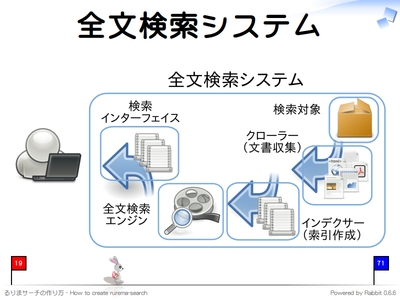 全文検索システム
全文検索システム
検索
インターフェイス
検索対象
クローラー
（文書収集）
全文検索
エンジン
インデクサー
（索引作成）
19
71
るりまサーチの作り方 - How to create rurema-search
Powered by Rabbit 0.6.6